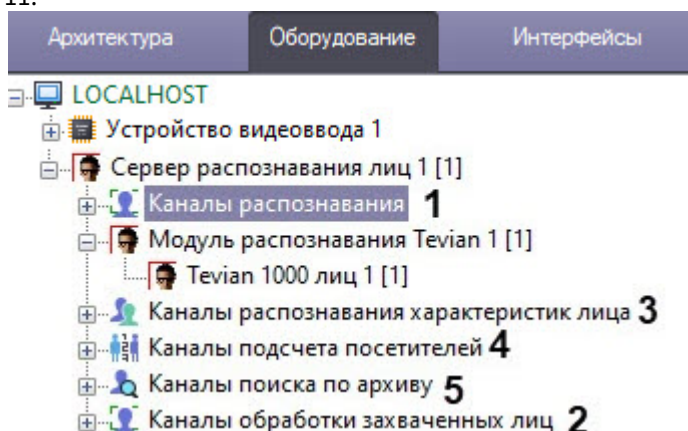 11.
Архитектура Оборудование Интерфейсы
LOCALHOST
Устройство видеоввода 1
Сервер распознавания лиц 1 [1]
Каналы распознавания 1
Модуль распознавания Tevian 1 [1]
Tevian 1000 лиц 1 [1]
Каналы распознавания характеристик лица 3
Каналы подсчета посетителей 4
Каналы поиска по архиву 5
Каналы обработки захваченных лиц 2